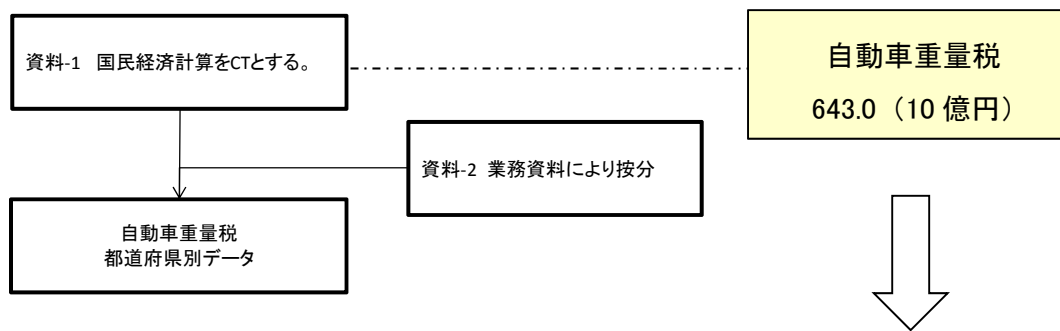 資料-1 国民経済計算をCTとする。
自動車重量税
643.0（10 億円）
資料-2 業務資料により按分
自動車重量税
都道府県別データ